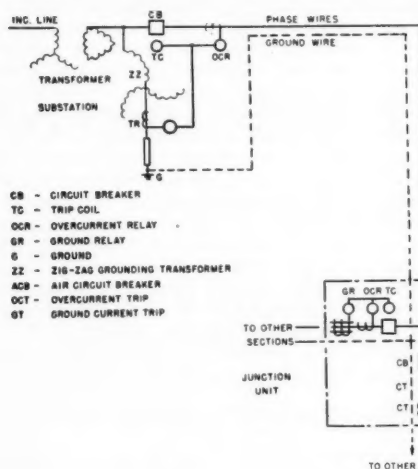 INC. LINE
CB
PHASE WIRES
GROUND WIRE
TC
OCR
ZZ
TRANSFORMER
SUBSTATION
TR
G
CB - CIRCUIT BREAKER
TC - TRIP COIL
OCR - OVERCURRENT RELAY
GR - GROUND RELAY
G - GROUND
ZZ - ZIG-ZAG GROUNDING TRANSFORMER
ACB - AIR CIRCUIT BREAKER
OCT - OVERCURRENT TRIP
GT GROUND CURRENT TRIP
GR OCR TC
TO OTHER
SECTIONS
CB
JUNCTION
UNIT
CT
CT
TO OTHER